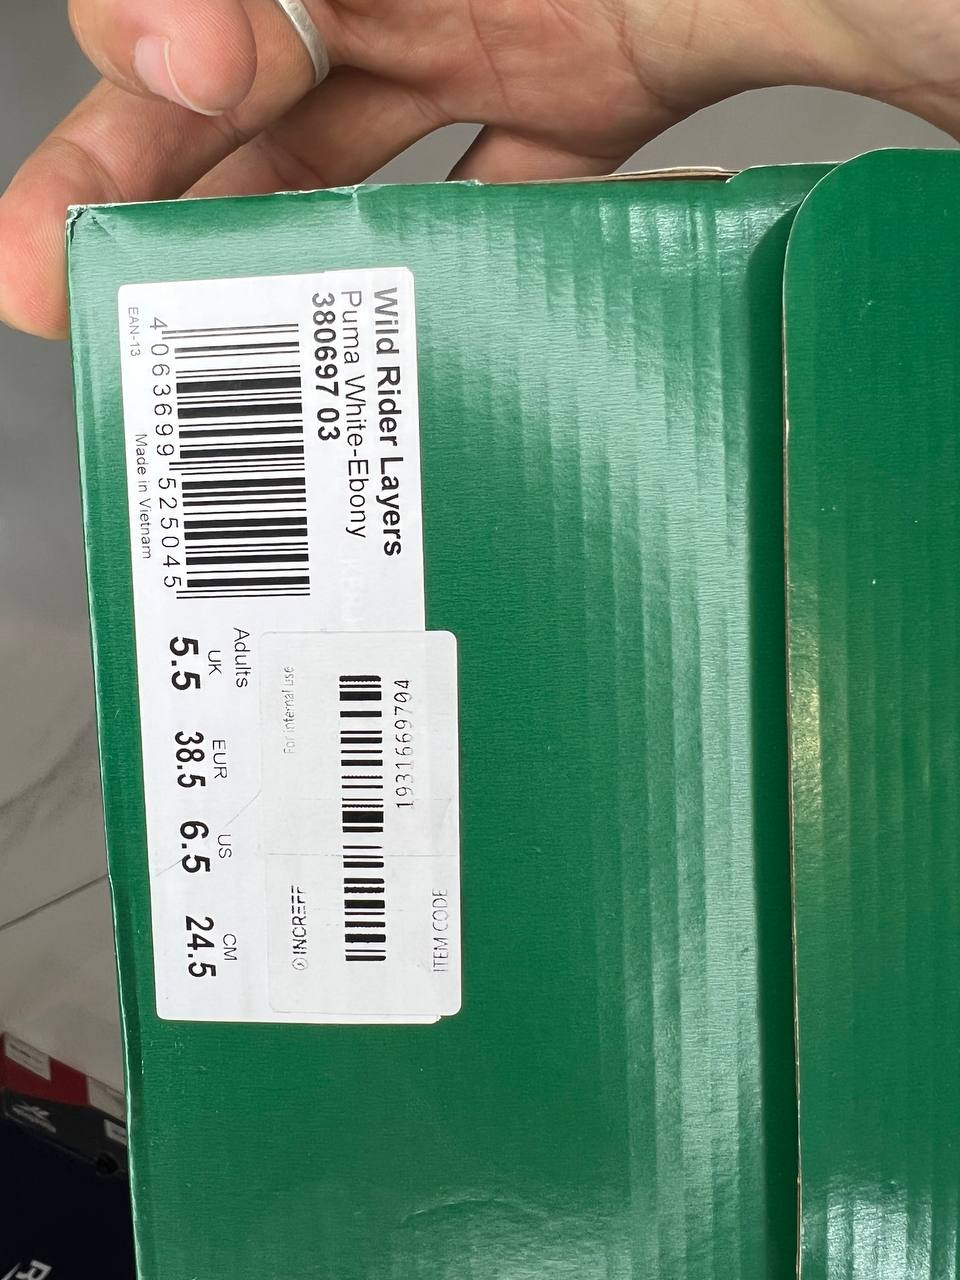 Wild Rider Layers
Puma White-Ebony
380697 03
4 063699 525045
EAN-13
Made in Vietnam
Adults
UK EUR US CM
5.5 38.5 6.5 24.5
ITEM CODE
19316699704
For internal use
INCREFF